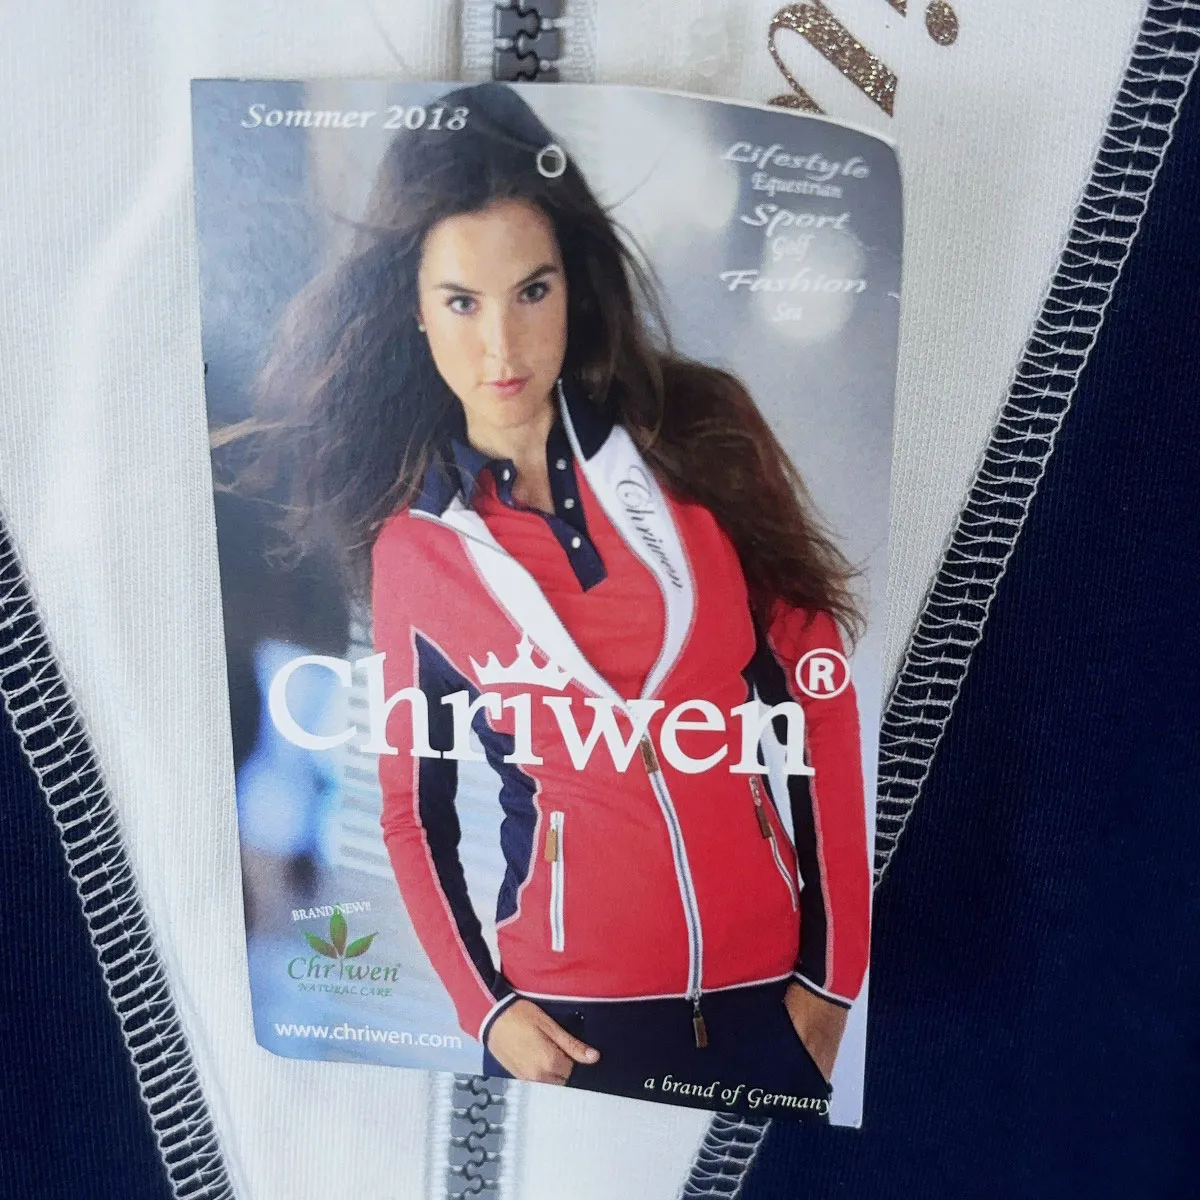 Sommer 2018
Lifestyle
Equestrian
Sport
Golf
Fashion
Sea
Chriwen
Chriwen®
BRAND NEW!!
Chriwen®
NATURAL CARE
www.chriwen.com
a brand of Germany